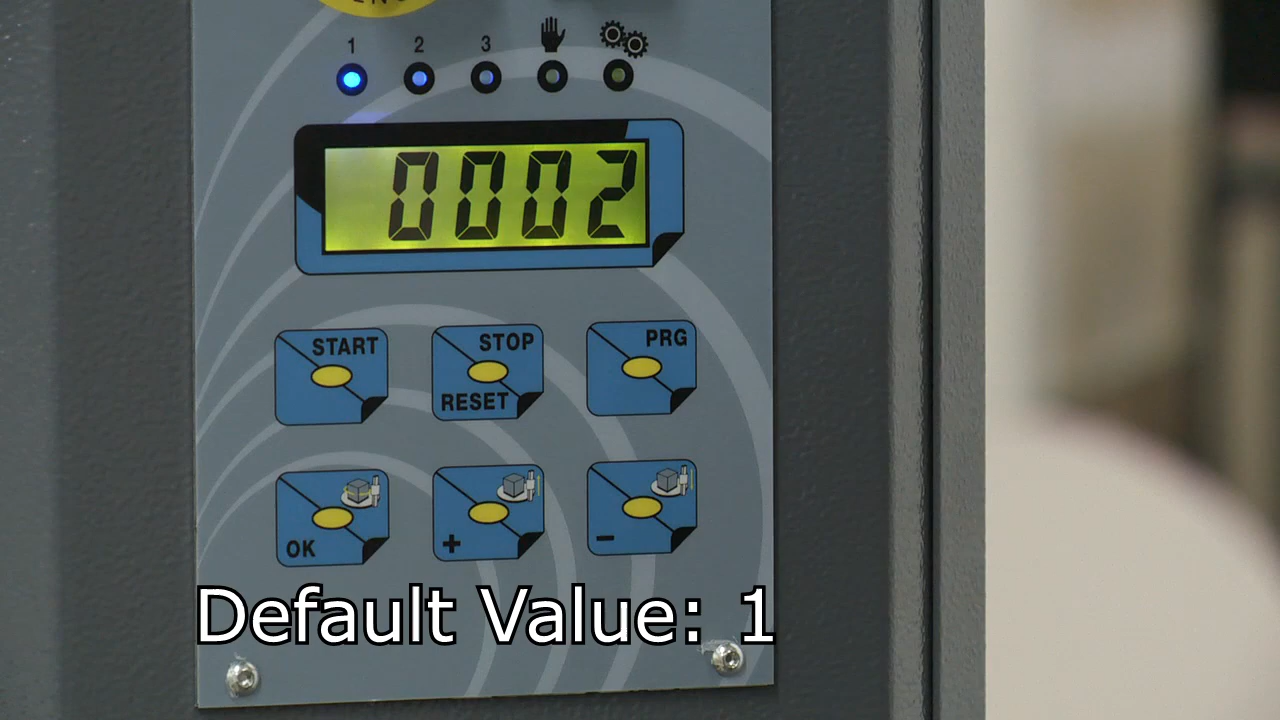 1 2 3
0002
START STOP RESET PRG
OK + -
Default Value: 1